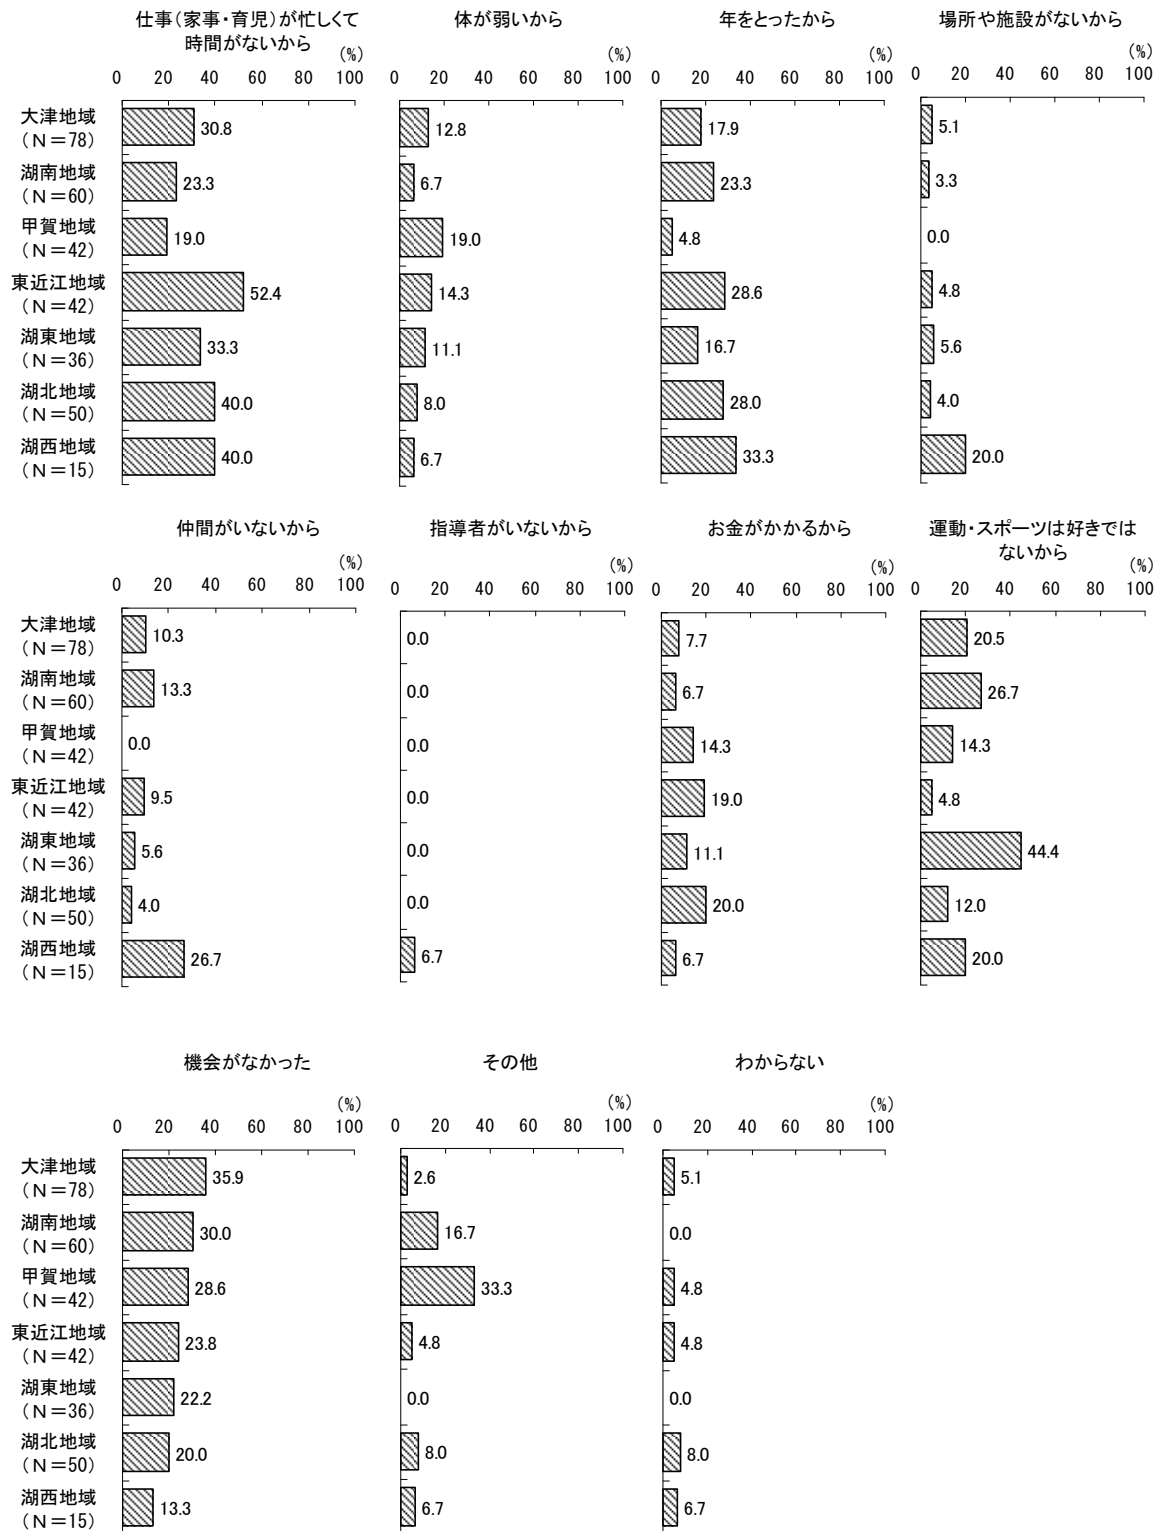 仕事(家事・育児)が忙しくて
時間がないから
体が弱いから
年をとったから
場所や施設がないから
(%) (%) (%) (%)
0 20 40 60 80 100 0 20 40 60 80 100 0 20 40 60 80 100 0 20 40 60 80 100
大津地域
(N=78)
30.8 12.8 17.9 5.1
湖南地域
(N=60)
23.3 6.7 23.3 3.3
甲賀地域
(N=42)
19.0 19.0 4.8 0.0
東近江地域
(N=42)
52.4 14.3 28.6 4.8
湖東地域
(N=36)
33.3 11.1 16.7 5.6
湖北地域
(N=50)
40.0 8.0 28.0 4.0
湖西地域
(N=15)
40.0 6.7 33.3 20.0
仲間がいないから
指導者がいないから
お金がかかるから
運動・スポーツは好きでは
ないから
(%) (%) (%) (%)
0 20 40 60 80 100 0 20 40 60 80 100 0 20 40 60 80 100 0 20 40 60 80 100
大津地域
(N=78)
10.3 0.0 7.7 20.5
湖南地域
(N=60)
13.3 0.0 6.7 26.7
甲賀地域
(N=42)
0.0 0.0 14.3 14.3
東近江地域
(N=42)
9.5 0.0 19.0 4.8
湖東地域
(N=36)
5.6 0.0 11.1 44.4
湖北地域
(N=50)
4.0 0.0 20.0 12.0
湖西地域
(N=15)
26.7 6.7 6.7 20.0
機会がなかった
その他
わからない
(%) (%) (%)
0 20 40 60 80 100 0 20 40 60 80 100 0 20 40 60 80 100
大津地域
(N=78)
35.9 2.6 5.1
湖南地域
(N=60)
30.0 16.7 0.0
甲賀地域
(N=42)
28.6 33.3 4.8
東近江地域
(N=42)
23.8 4.8 4.8
湖東地域
(N=36)
22.2 0.0 0.0
湖北地域
(N=50)
20.0 8.0 8.0
湖西地域
(N=15)
13.3 6.7 6.7